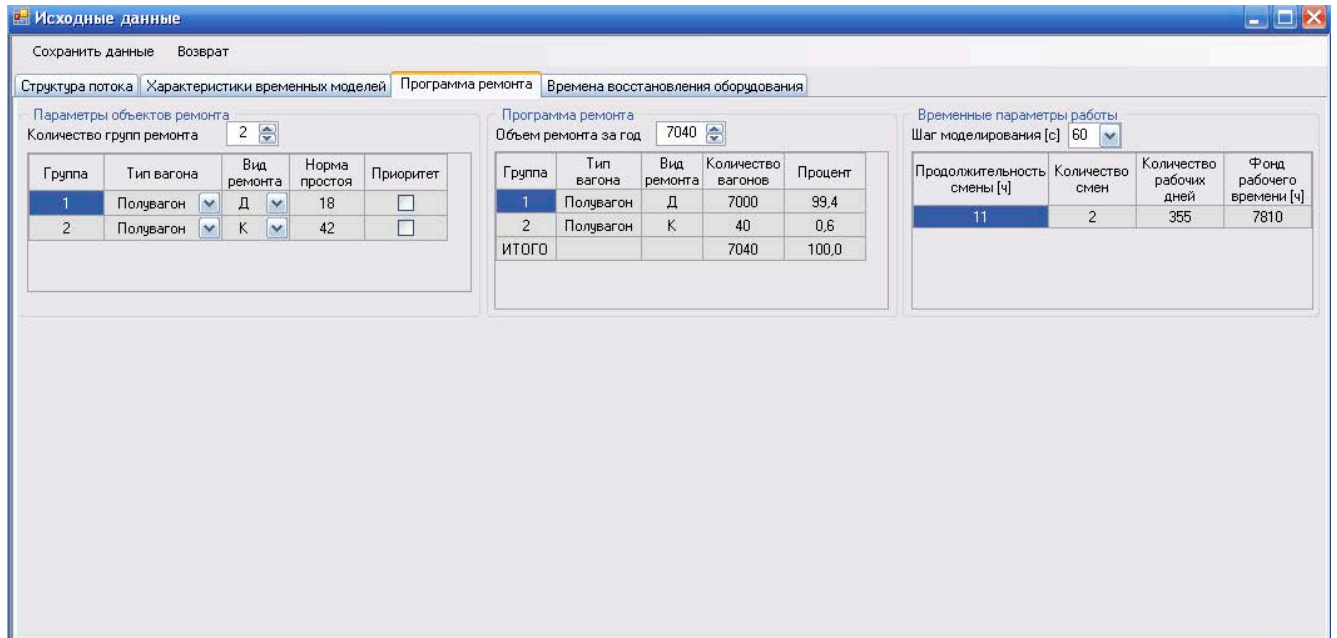 Исходные данные
Сохранить данные Возврат
Структура потока Характеристики временных моделей Программа ремонта Времена восстановления оборудования
Параметры объектов ремонта
Количество групп ремонта 2
Группа Тип вагона Вид ремонта Норма простоя Приоритет
1 Полувагон Д 18
2 Полувагон К 42
Программа ремонта
Объем ремонта за год 7040
Группа Тип вагона Вид ремонта Количество вагонов Процент
1 Полувагон Д 7000 99,4
2 Полувагон К 40 0,6
ИТОГО 7040 100,0
Временные параметры работы
Шаг моделирования [с] 60
Продолжительность смены [ч] Количество смен Количество рабочих дней Фонд рабочего времени [ч]
11 2 355 7810